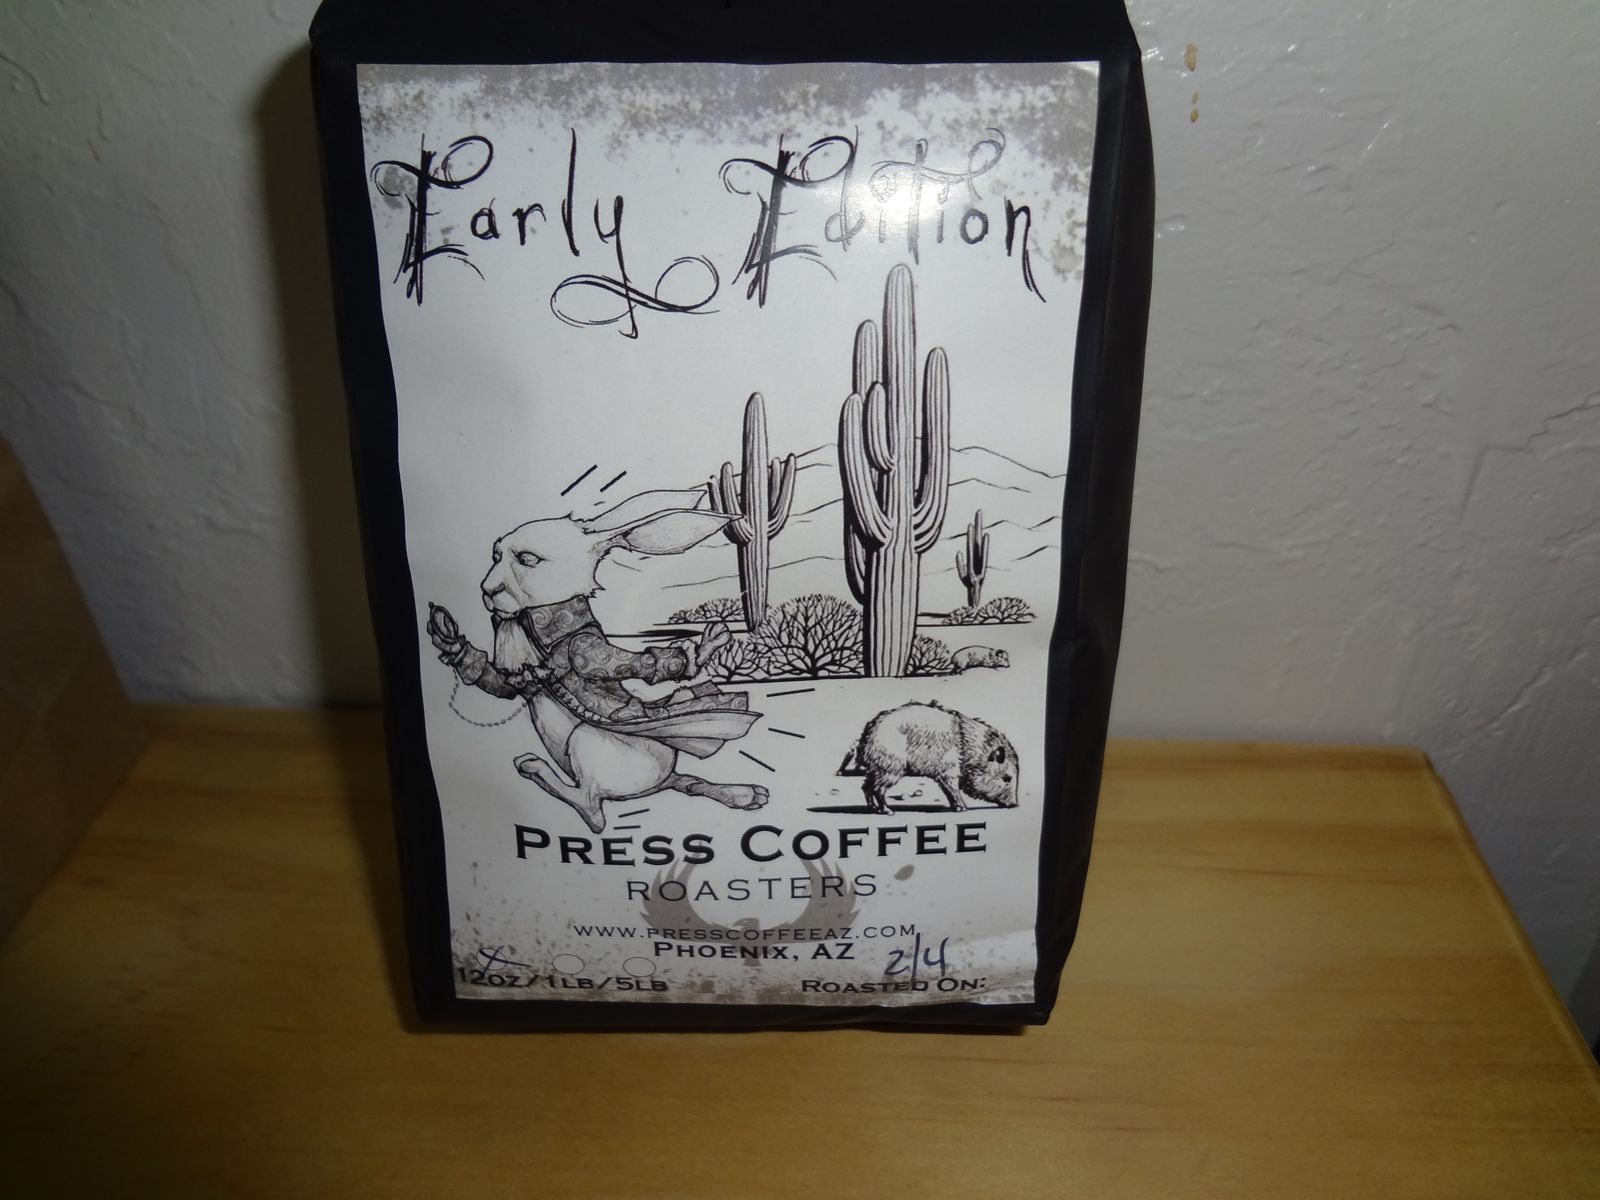 Early Edition
PRESS COFFEE
ROASTERS
WWW.PRESSCOFFEEAZ.COM
PHOENIX, AZ
2/4
12OZ/1LB/5LB
ROASTED ON: